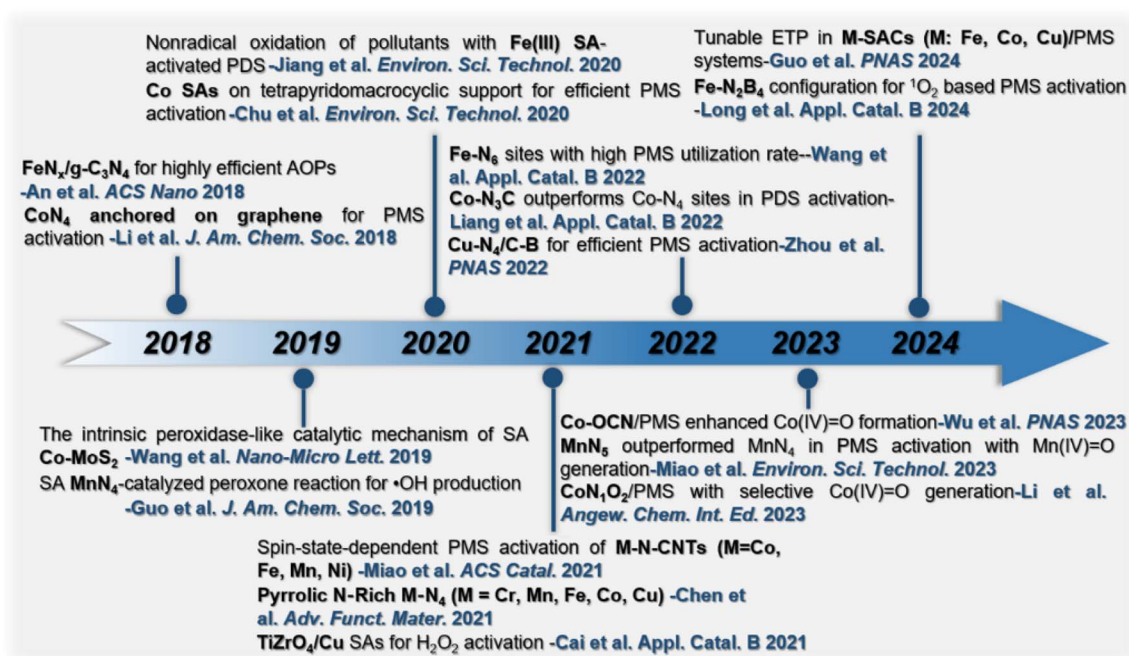 Nonradical oxidation of pollutants with Fe(III) SA-
activated PDS -Jiang et al. Environ. Sci. Technol. 2020
Co SAs on tetrapyridomacrocyclic support for efficient PMS
activation -Chu et al. Environ. Sci. Technol. 2020
Tunable ETP in M-SACs (M: Fe, Co, Cu)/PMS
systems-Guo et al. PNAS 2024
Fe-N₂B₄ configuration for ¹O₂ based PMS activation
-Long et al. Appl. Catal. B 2024
FeNₓ/g-C₃N₄ for highly efficient AOPs
-An et al. ACS Nano 2018
CoN₄ anchored on graphene for PMS
activation -Li et al. J. Am. Chem. Soc. 2018
Fe-N₆ sites with high PMS utilization rate--Wang et
al. Appl. Catal. B 2022
Co-N₃C outperforms Co-N₄ sites in PDS activation-
Liang et al. Appl. Catal. B 2022
Cu-N₄/C-B for efficient PMS activation-Zhou et al.
PNAS 2022
2018 2019 2020 2021 2022 2023 2024
The intrinsic peroxidase-like catalytic mechanism of SA
Co-MoS₂ -Wang et al. Nano-Micro Lett. 2019
SA MnN₄-catalyzed peroxone reaction for •OH production
-Guo et al. J. Am. Chem. Soc. 2019
Co-OCN/PMS enhanced Co(IV)=O formation-Wu et al. PNAS 2023
MnN₅ outperformed MnN₄ in PMS activation with Mn(IV)=O
generation-Miao et al. Environ. Sci. Technol. 2023
CoN₁O₂/PMS with selective Co(IV)=O generation-Li et al.
Angew. Chem. Int. Ed. 2023
Spin-state-dependent PMS activation of M-N-CNTs (M=Co,
Fe, Mn, Ni) -Miao et al. ACS Catal. 2021
Pyrrolic N-Rich M-N₄ (M = Cr, Mn, Fe, Co, Cu) -Chen et
al. Adv. Funct. Mater. 2021
TiZrO₄/Cu SAs for H₂O₂ activation -Cai et al. Appl. Catal. B 2021